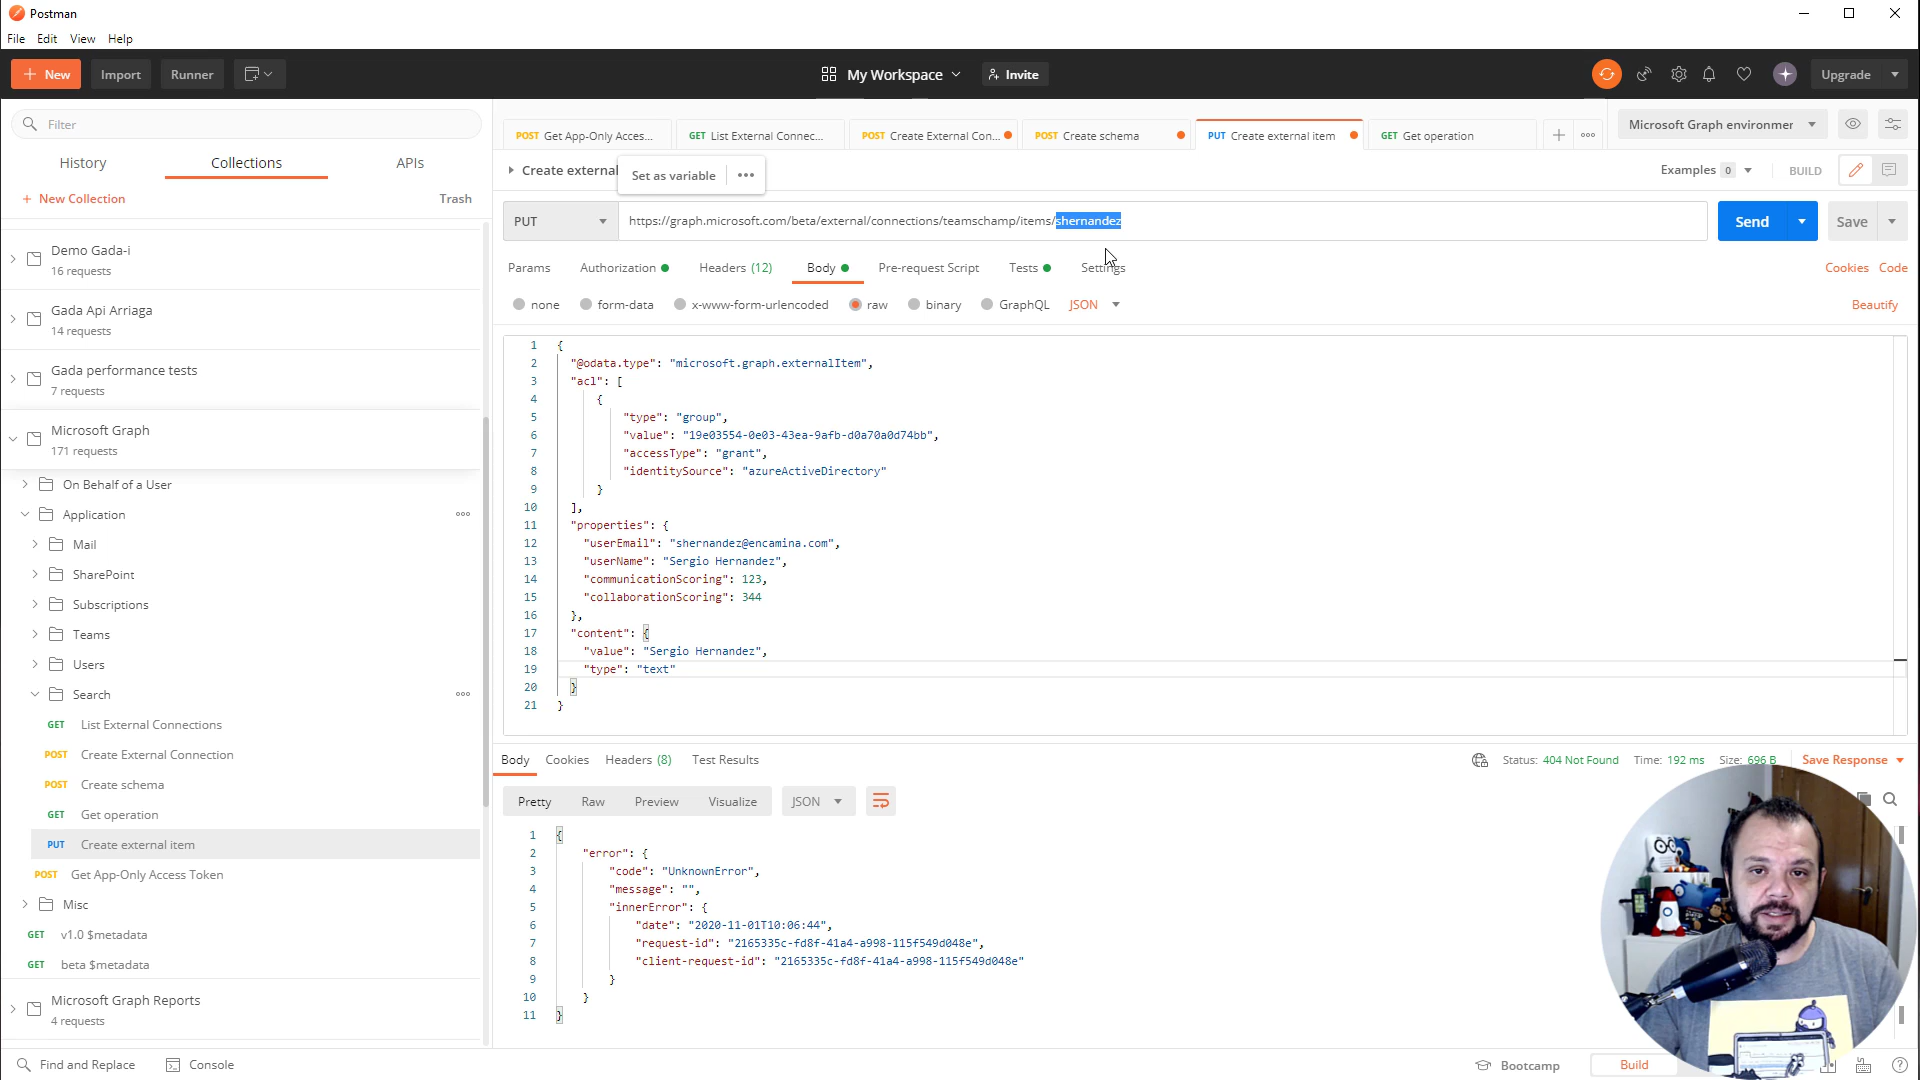 Postman
File Edit View Help
New Import Runner My Workspace Invite Upgrade
Filter
History Collections APIs
New Collection Trash
Demo Gada-i
16 requests
Gada Api Arriaga
14 requests
Gada performance tests
7 requests
Microsoft Graph
171 requests
On Behalf of a User
Application
Mail
SharePoint
Subscriptions
Teams
Users
Search
GET List External Connections
POST Create External Connection
POST Create schema
GET Get operation
PUT Create external item
POST Get App-Only Access Token
Misc
GET v1.0 $metadata
GET beta $metadata
Microsoft Graph Reports
4 requests
POST Get App-Only Acces... GET List External Connec... POST Create External Con... POST Create schema PUT Create external item GET Get operation Microsoft Graph environmer
Create external Set as variable Examples 0 BUILD
PUT https://graph.microsoft.com/beta/external/connections/teamschamp/items/shernandez Send Save
Params Authorization Headers (12) Body Pre-request Script Tests Settings Cookies Code
none form-data x-www-form-urlencoded raw binary GraphQL JSON Beautify
1 {
2 "@odata.type": "microsoft.graph.externalItem",
3 "acl": [
4 {
5 "type": "group",
6 "value": "19e03554-0e03-43ea-9afb-d0a70a0d74bb",
7 "accessType": "grant",
8 "identitySource": "azureActiveDirectory"
9 }
10 ],
11 "properties": {
12 "userEmail": "shernandez@encamina.com",
13 "userName": "Sergio Hernandez",
14 "communicationScoring": 123,
15 "collaborationScoring": 344
16 },
17 "content": {
18 "value": "Sergio Hernandez",
19 "type": "text"
20 }
21 }
Body Cookies Headers (8) Test Results Status: 404 Not Found Time: 192 ms Size: 696 B Save Response
Pretty Raw Preview Visualize JSON
1 {
2 "error": {
3 "code": "UnknownError",
4 "message": "",
5 "innerError": {
6 "date": "2020-11-01T10:06:44",
7 "request-id": "2165335c-fd8f-41a4-a998-115f549d048e",
8 "client-request-id": "2165335c-fd8f-41a4-a998-115f549d048e"
9 }
10 }
11 }
Find and Replace Console Bootcamp Build